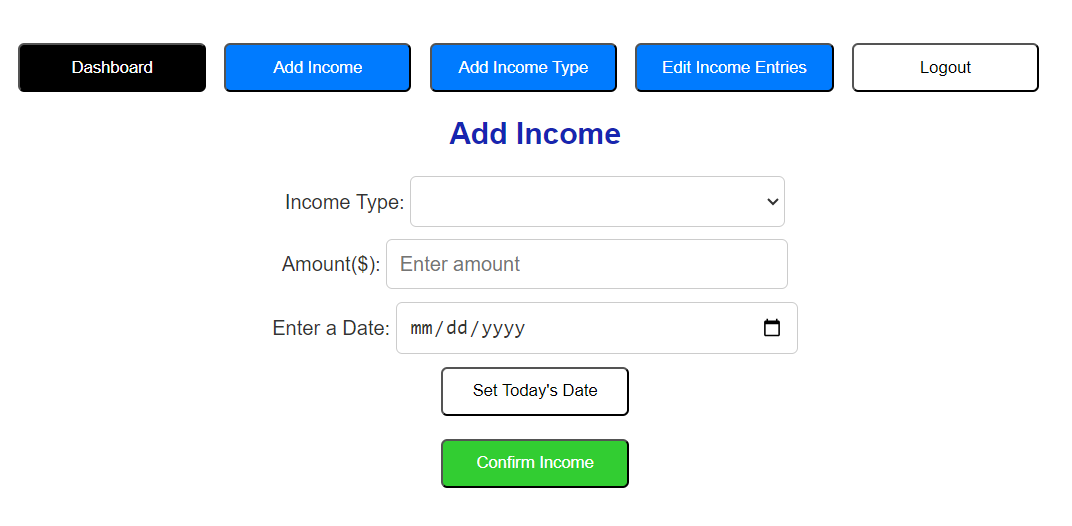 Dashboard Add Income Add Income Type Edit Income Entries Logout
Add Income
Income Type:
Amount($): Enter amount
Enter a Date: mm/dd/yyyy
Set Today's Date
Confirm Income